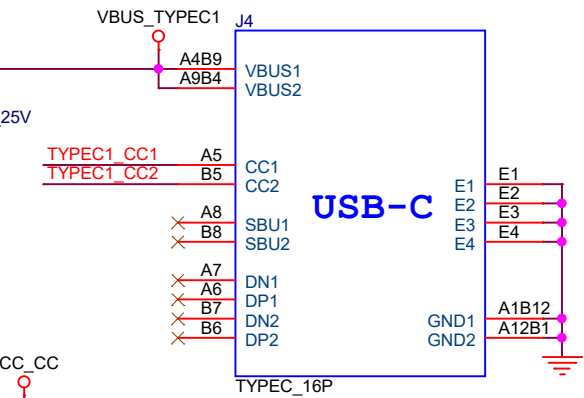 VBUS_TYPEC1
J4
A4B9
VBUS1
A9B4
VBUS2
_25V
TYPEC1_CC1
A5
CC1
TYPEC1_CC2
B5
CC2
E1
E1
USB-C
E2
E2
A8
SBU1
E3
E3
B8
SBU2
E4
E4
A7
DN1
A6
DP1
B7
DN2
GND1
A1B12
B6
DP2
GND2
A12B1
CC_CC
TYPEC_16P